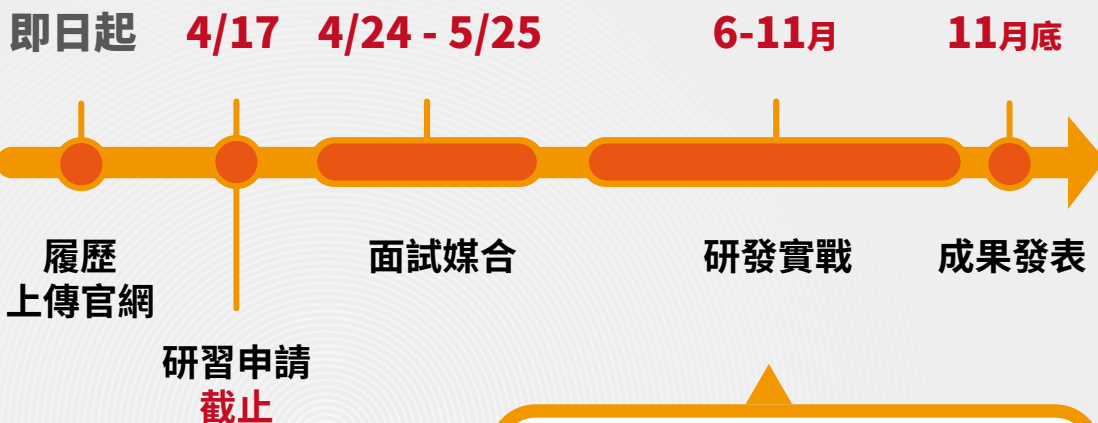 即日起 4/17 4/24 - 5/25 6-11月 11月底
履歷
上傳官網
面試媒合
研發實戰
成果發表
研習申請
截止